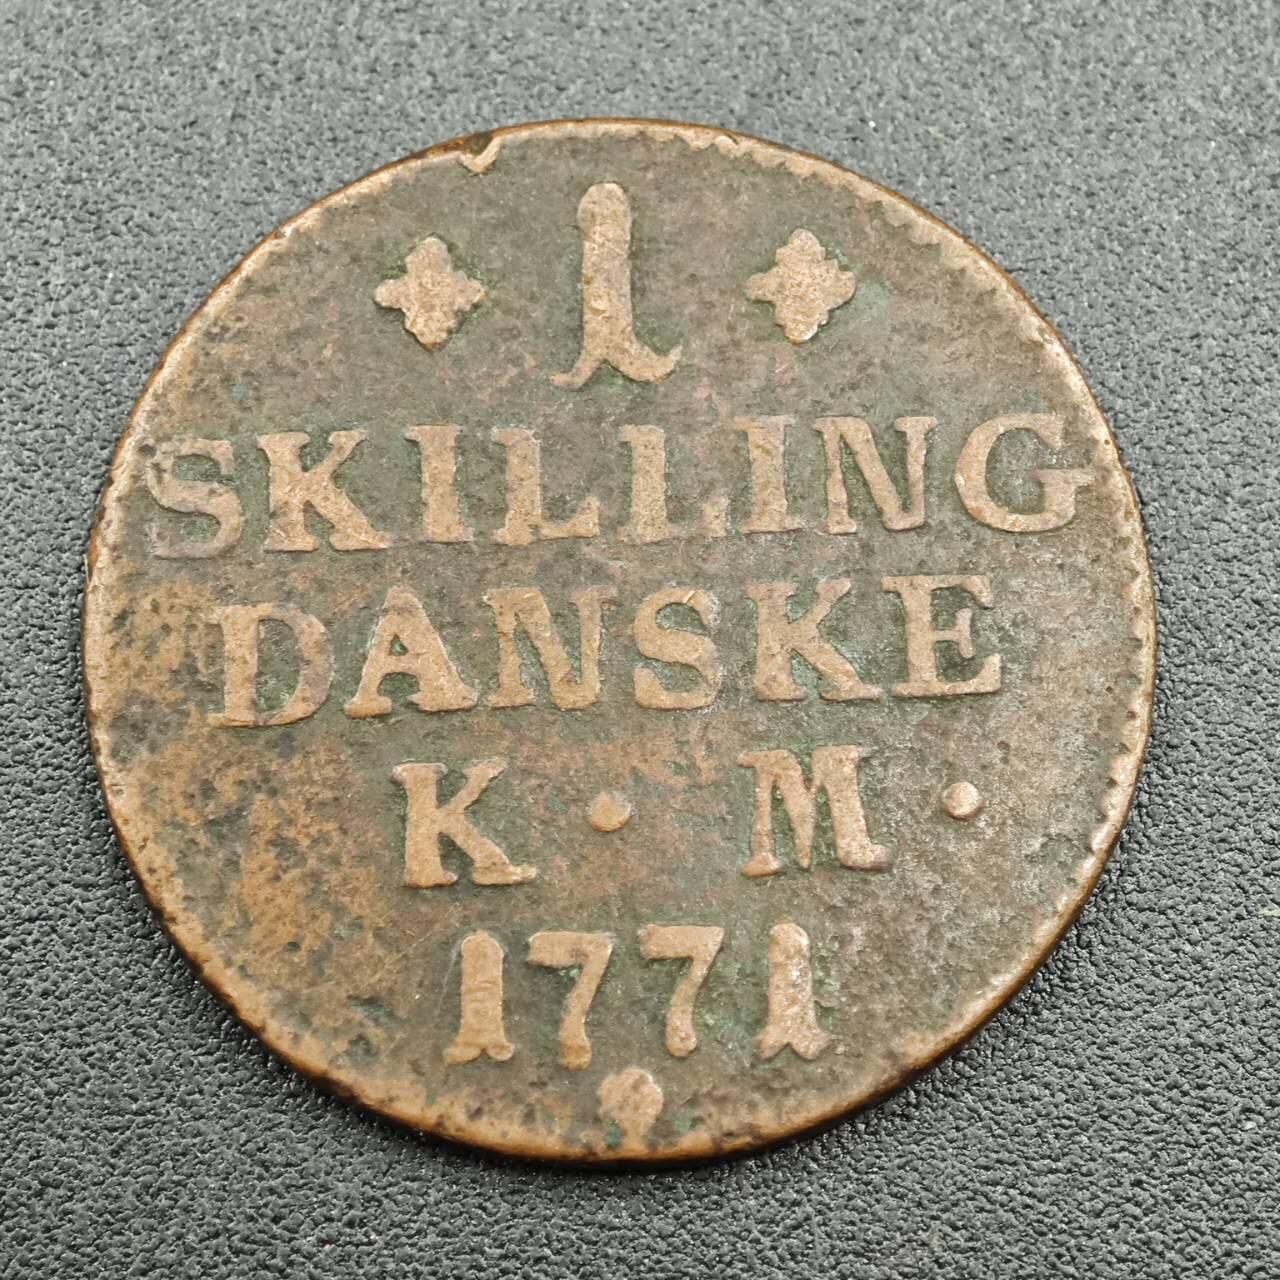 1
SKILLING
DANSKE
K · M ·
1771